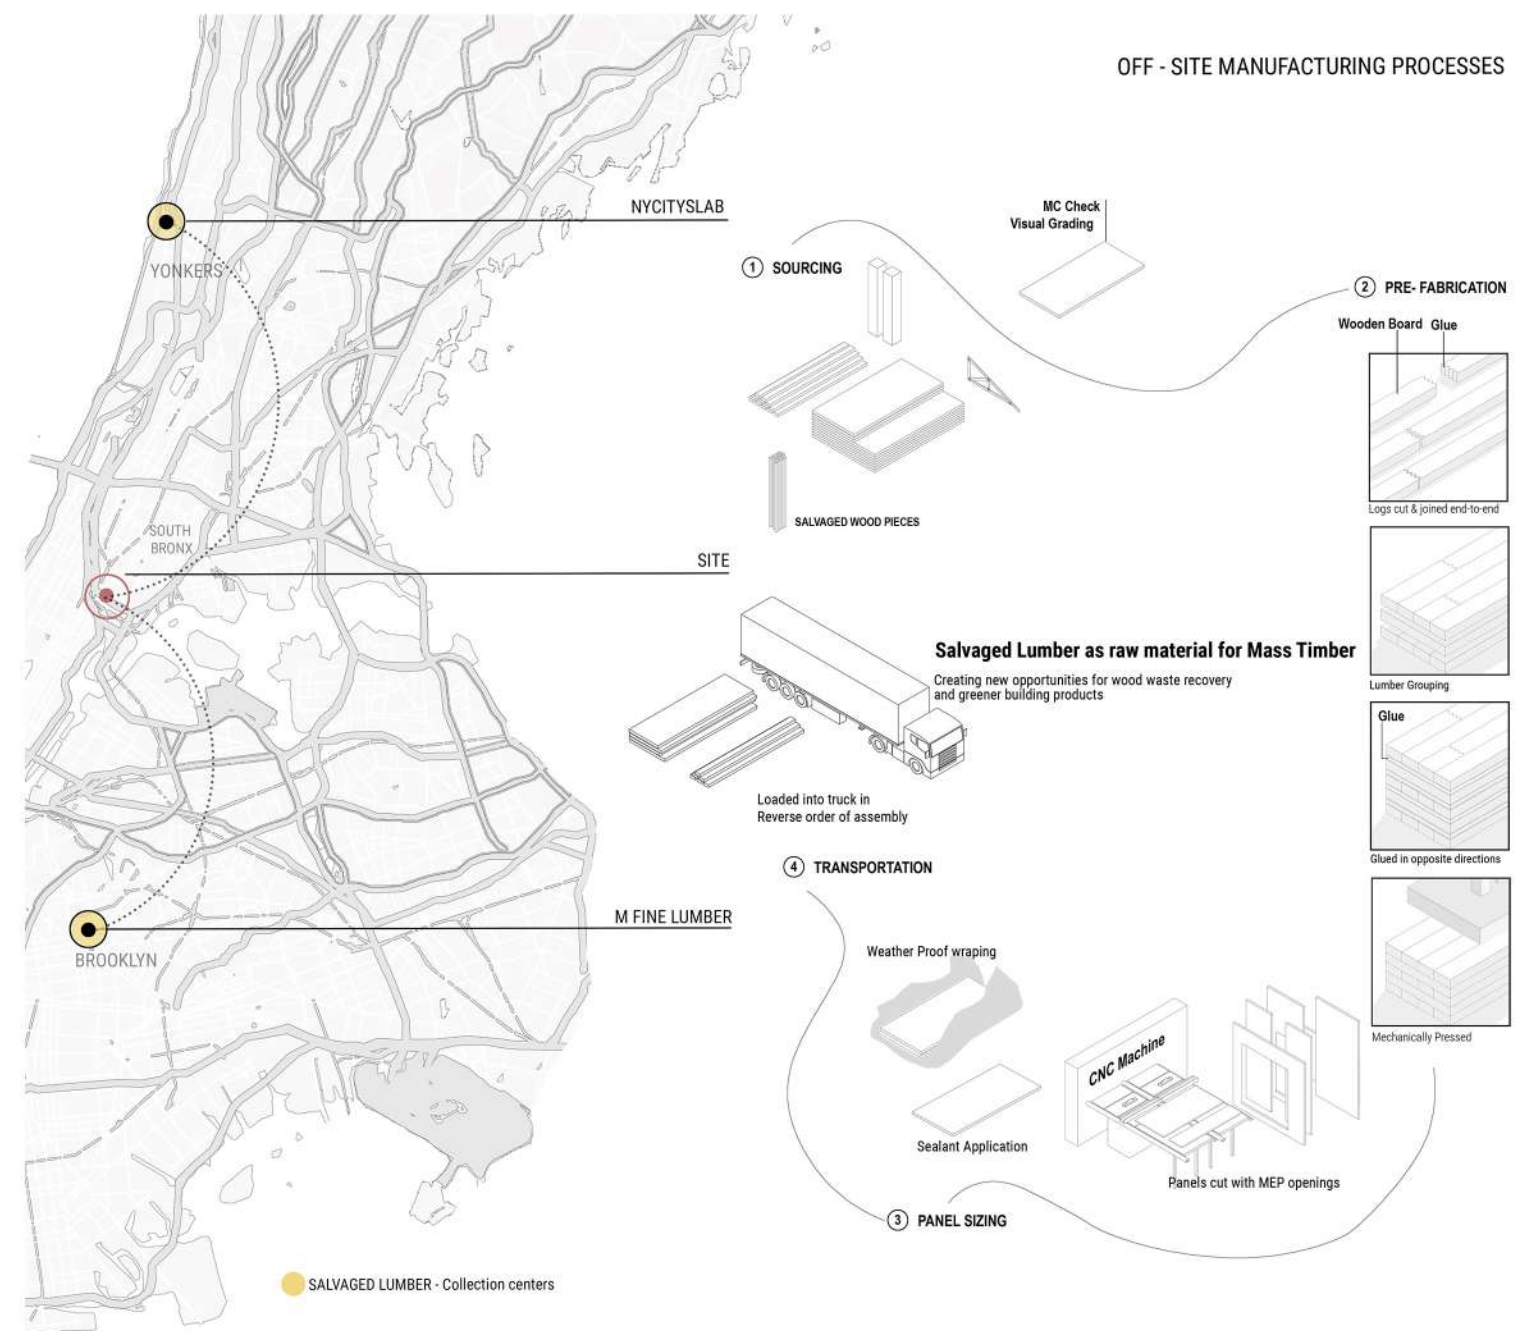 OFF - SITE MANUFACTURING PROCESSES
NYCITYSLAB
YONKERS
SOUTH
BRONX
SITE
M FINE LUMBER
BROOKLYN
SALVAGED LUMBER - Collection centers
1 SOURCING
MC Check
Visual Grading
SALVAGED WOOD PIECES
2 PRE- FABRICATION
Wooden Board Glue
Logs cut & joined end-to-end
Lumber Grouping
Glue
Glued in opposite directions
Mechanically Pressed
Salvaged Lumber as raw material for Mass Timber
Creating new opportunities for wood waste recovery
and greener building products
Loaded into truck in
Reverse order of assembly
4 TRANSPORTATION
Weather Proof wraping
Sealant Application
CNC Machine
Panels cut with MEP openings
3 PANEL SIZING